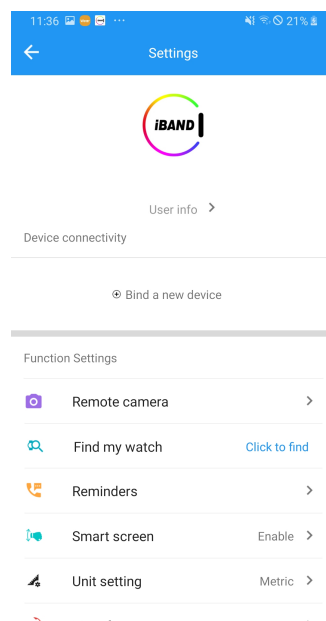 11:36 21%
Settings
iBAND
User info
Device connectivity
Bind a new device
Function Settings
Remote camera
Find my watch Click to find
Reminders
Smart screen Enable
Unit setting Metric